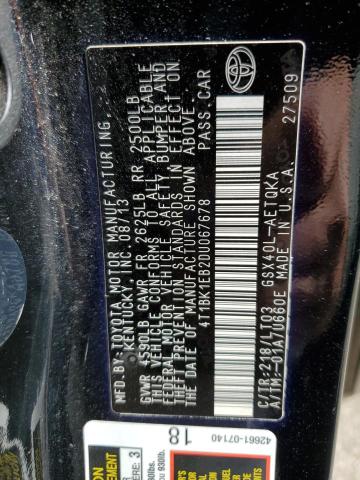 MFD.BY:TOYOTA MOTOR MANUFACTURING,
KENTUCKY, INC. 08/13
GVWR 4590LB GAWR FR 2625LB RR 2500LB
THIS VEHICLE CONFORMS TO ALL APPLICABLE
FEDERAL MOTOR VEHICLE SAFETY, BUMPER, AND
THEFT PREVENTION STANDARDS IN EFFECT ON
THE DATE OF MANUFACTURE SHOWN ABOVE.
4T1BK1EB2DU067678 PASS.CAR
C/TR:218/LT03 GSX40L-AETQKA
A/TM:-01A/U660E MADE IN U.S.A.
27509
TOYOTA
42661-07140
18